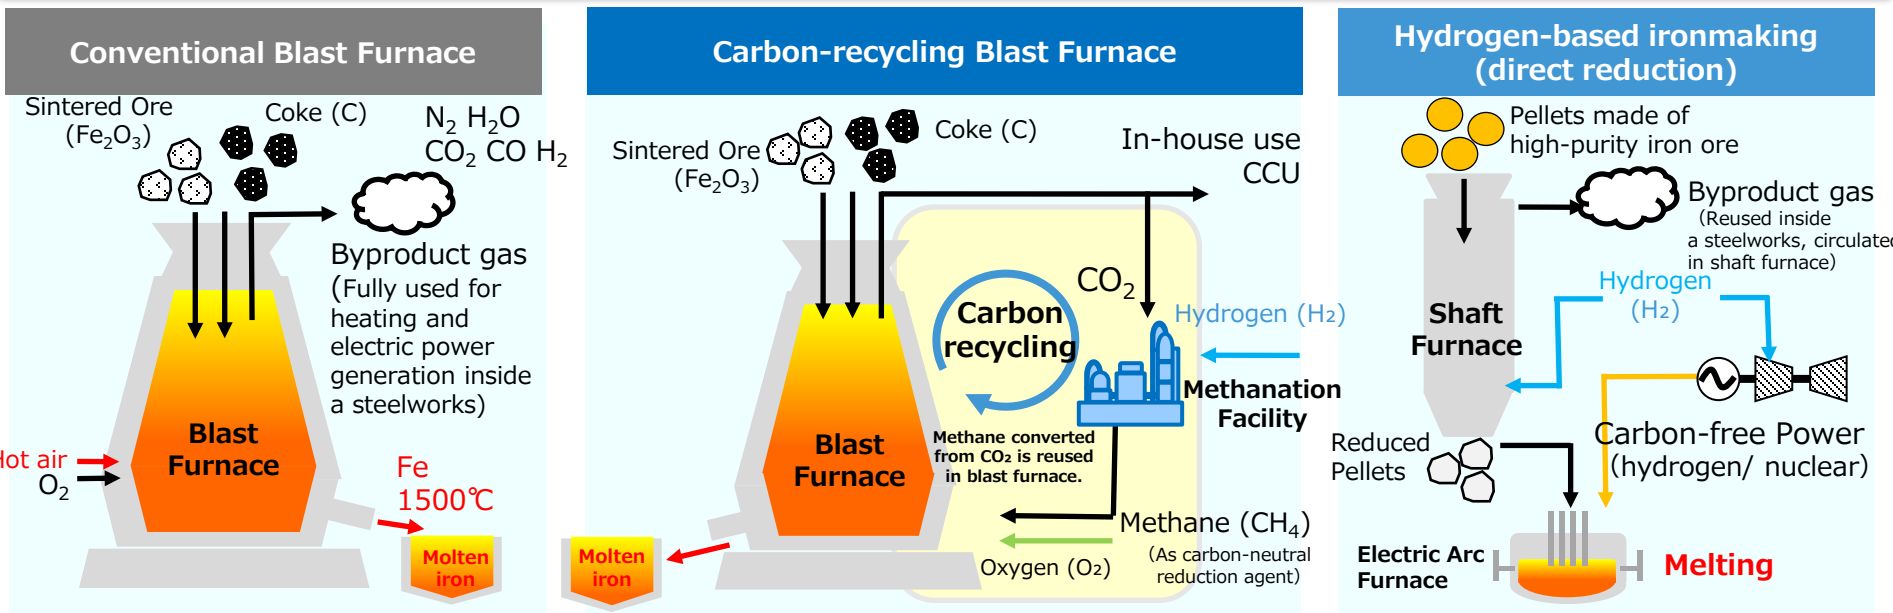 Conventional Blast Furnace
Sintered Ore
(Fe₂O₃)
Coke (C)
N₂ H₂O
CO₂ CO H₂
Byproduct gas
(Fully used for
heating and
electric power
generation inside
a steelworks)
Blast
Furnace
Hot air
O₂
Fe
1500℃
Molten
iron
Carbon-recycling Blast Furnace
Sintered Ore
(Fe₂O₃)
Coke (C)
In-house use
CCU
CO₂
Carbon
recycling
Hydrogen (H₂)
Methanation
Facility
Methane converted
from CO₂ is reused
in blast furnace.
Blast
Furnace
Methane (CH₄)
(As carbon-neutral
reduction agent)
Oxygen (O₂)
Molten
iron
Hydrogen-based ironmaking
(direct reduction)
Pellets made of
high-purity iron ore
Byproduct gas
(Reused inside
a steelworks, circulated
in shaft furnace)
Hydrogen
(H₂)
Shaft
Furnace
Carbon-free Power
(hydrogen/ nuclear)
Reduced
Pellets
Electric Arc
Furnace
Melting